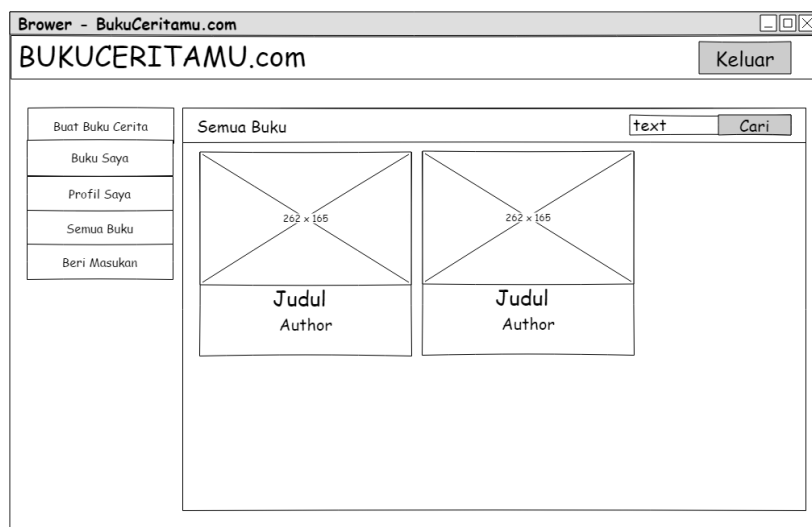 Brower - BukuCeritamu.com
BUKUCERITAMU.com
Keluar
Buat Buku Cerita
Buku Saya
Profil Saya
Semua Buku
Beri Masukan
Semua Buku
text
Cari
262 x 165
Judul
Author
262 x 165
Judul
Author